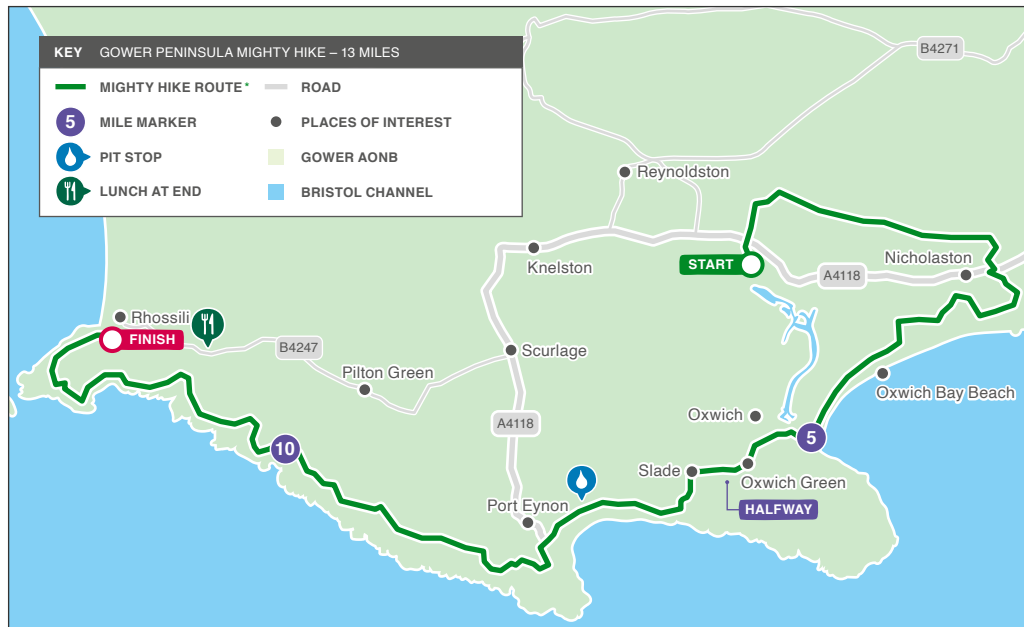 KEY GOWER PENINSULA MIGHTY HIKE – 13 MILES
MIGHTY HIKE ROUTE*
ROAD
5 MILE MARKER
PLACES OF INTEREST
PIT STOP
GOWER AONB
LUNCH AT END
BRISTOL CHANNEL
B4271
Reynoldston
Knelston
START
Nicholaston
A4118
Rhossili
FINISH
B4247
Scurlage
Pilton Green
Oxwich Bay Beach
A4118
Oxwich
5
10
Slade
Oxwich Green
HALFWAY
Port Eynon